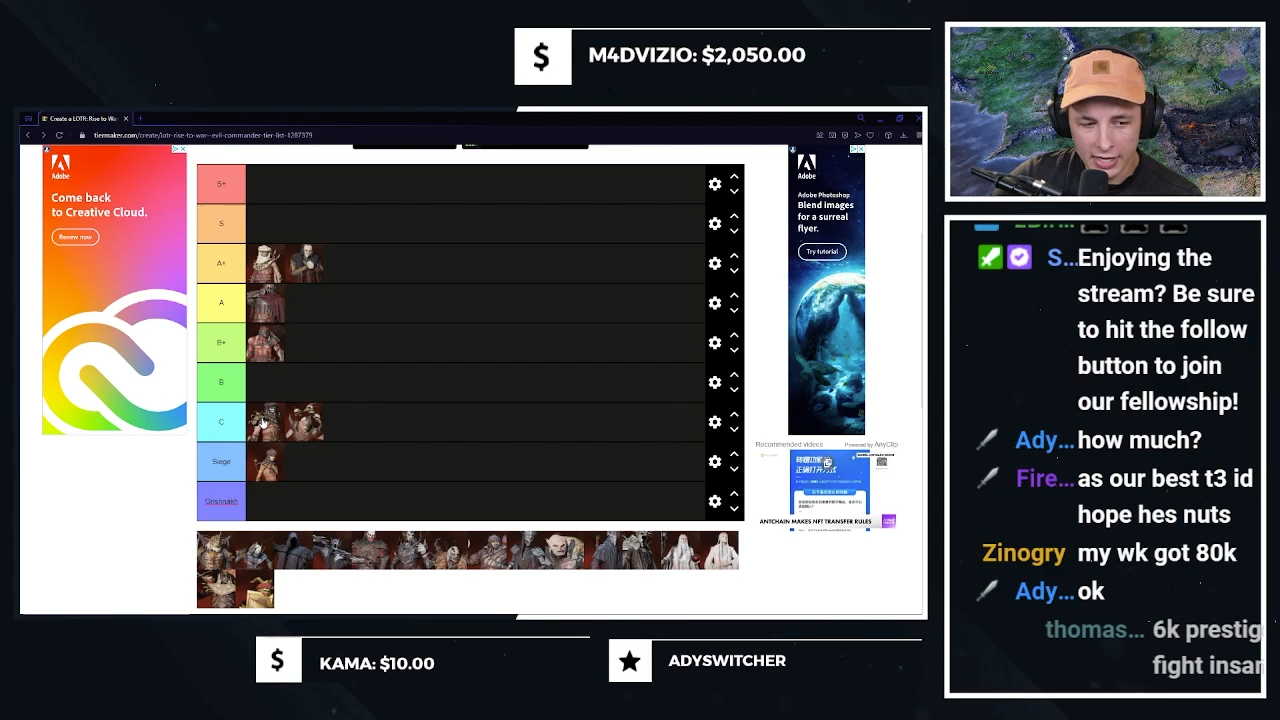 $ M4DVIZIO: $2,050.00
Create a LOTR: Rise to Wa
tiermaker.com/create/lotr-rise-to-war--evil-commander-tier-list-1287379
Adobe
Come back
to Creative Cloud.
Renew now
S+
S
A+
A
B+
B
C
Siege
Grishnakh
Adobe
Adobe Photoshop
Blend images
for a surreal
flyer.
Try tutorial
Recommended videos
Powered by AnyClip
ANTCHAIN MAKES NFT TRANSFER RULES
S... Enjoying the
stream? Be sure
to hit the follow
button to join
our fellowship!
Ady... how much?
Fire... as our best t3 id
hope hes nuts
Zinogry my wk got 80k
Ady... ok
thomas... 6k prestig
fight insan
$ KAMA: $10.00
ADYSWITCHER